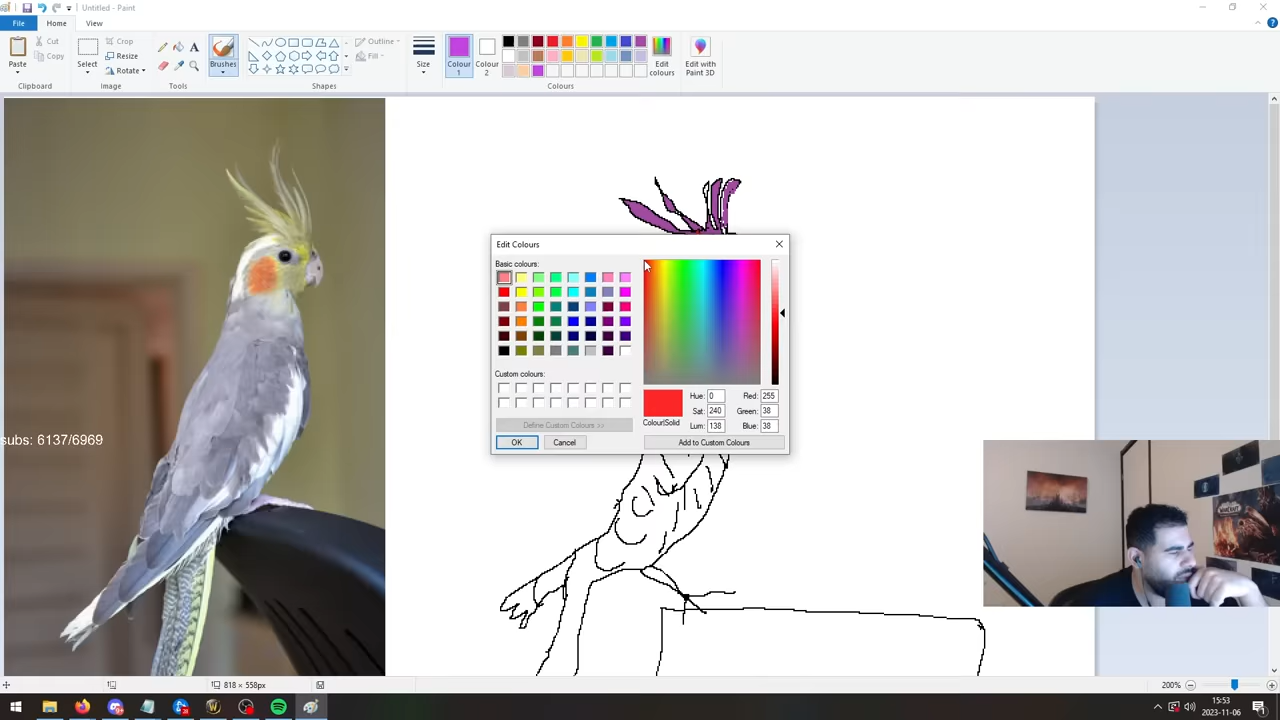 Untitled - Paint
File
Home
View
Paste
Cut
Copy
Clipboard
Select
Crop
Resize
Rotate
Image
Tools
Brushes
Outline
Fill
Shapes
Size
Colour 1
Colour 2
Edit colours
Edit with Paint 3D
Colours
Edit Colours
Basic colours:
Custom colours:
Define Custom Colours >>
OK
Cancel
Colour|Solid
Hue: 0
Sat: 240
Lum: 138
Red: 255
Green: 38
Blue: 38
Add to Custom Colours
subs: 6137/6969
WARCRAFT
818 × 558px
200%
15:53
2023-11-06